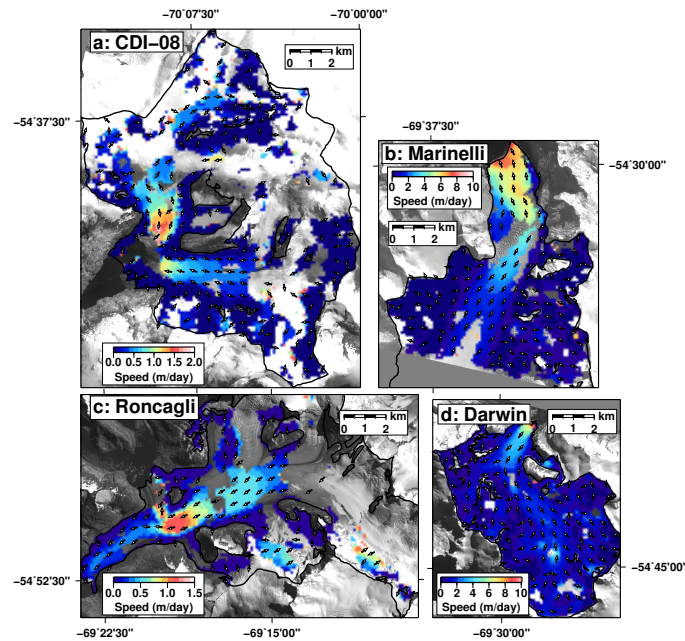 −70˚07'30" −70˚00'00"
a: CDI−08
km
0 1 2
−54˚37'30"
0.0 0.5 1.0 1.5 2.0
Speed (m/day)
−69˚37'30"
b: Marinelli
−54˚30'00"
0 2 4 6 8 10
Speed (m/day)
km
0 1 2
c: Roncagli
km
0 1 2
−54˚52'30"
0.0 0.5 1.0 1.5
Speed (m/day)
−69˚22'30" −69˚15'00"
d: Darwin
km
0 1 2
−54˚45'00"
0 2 4 6 8 10
Speed (m/day)
−69˚30'00"